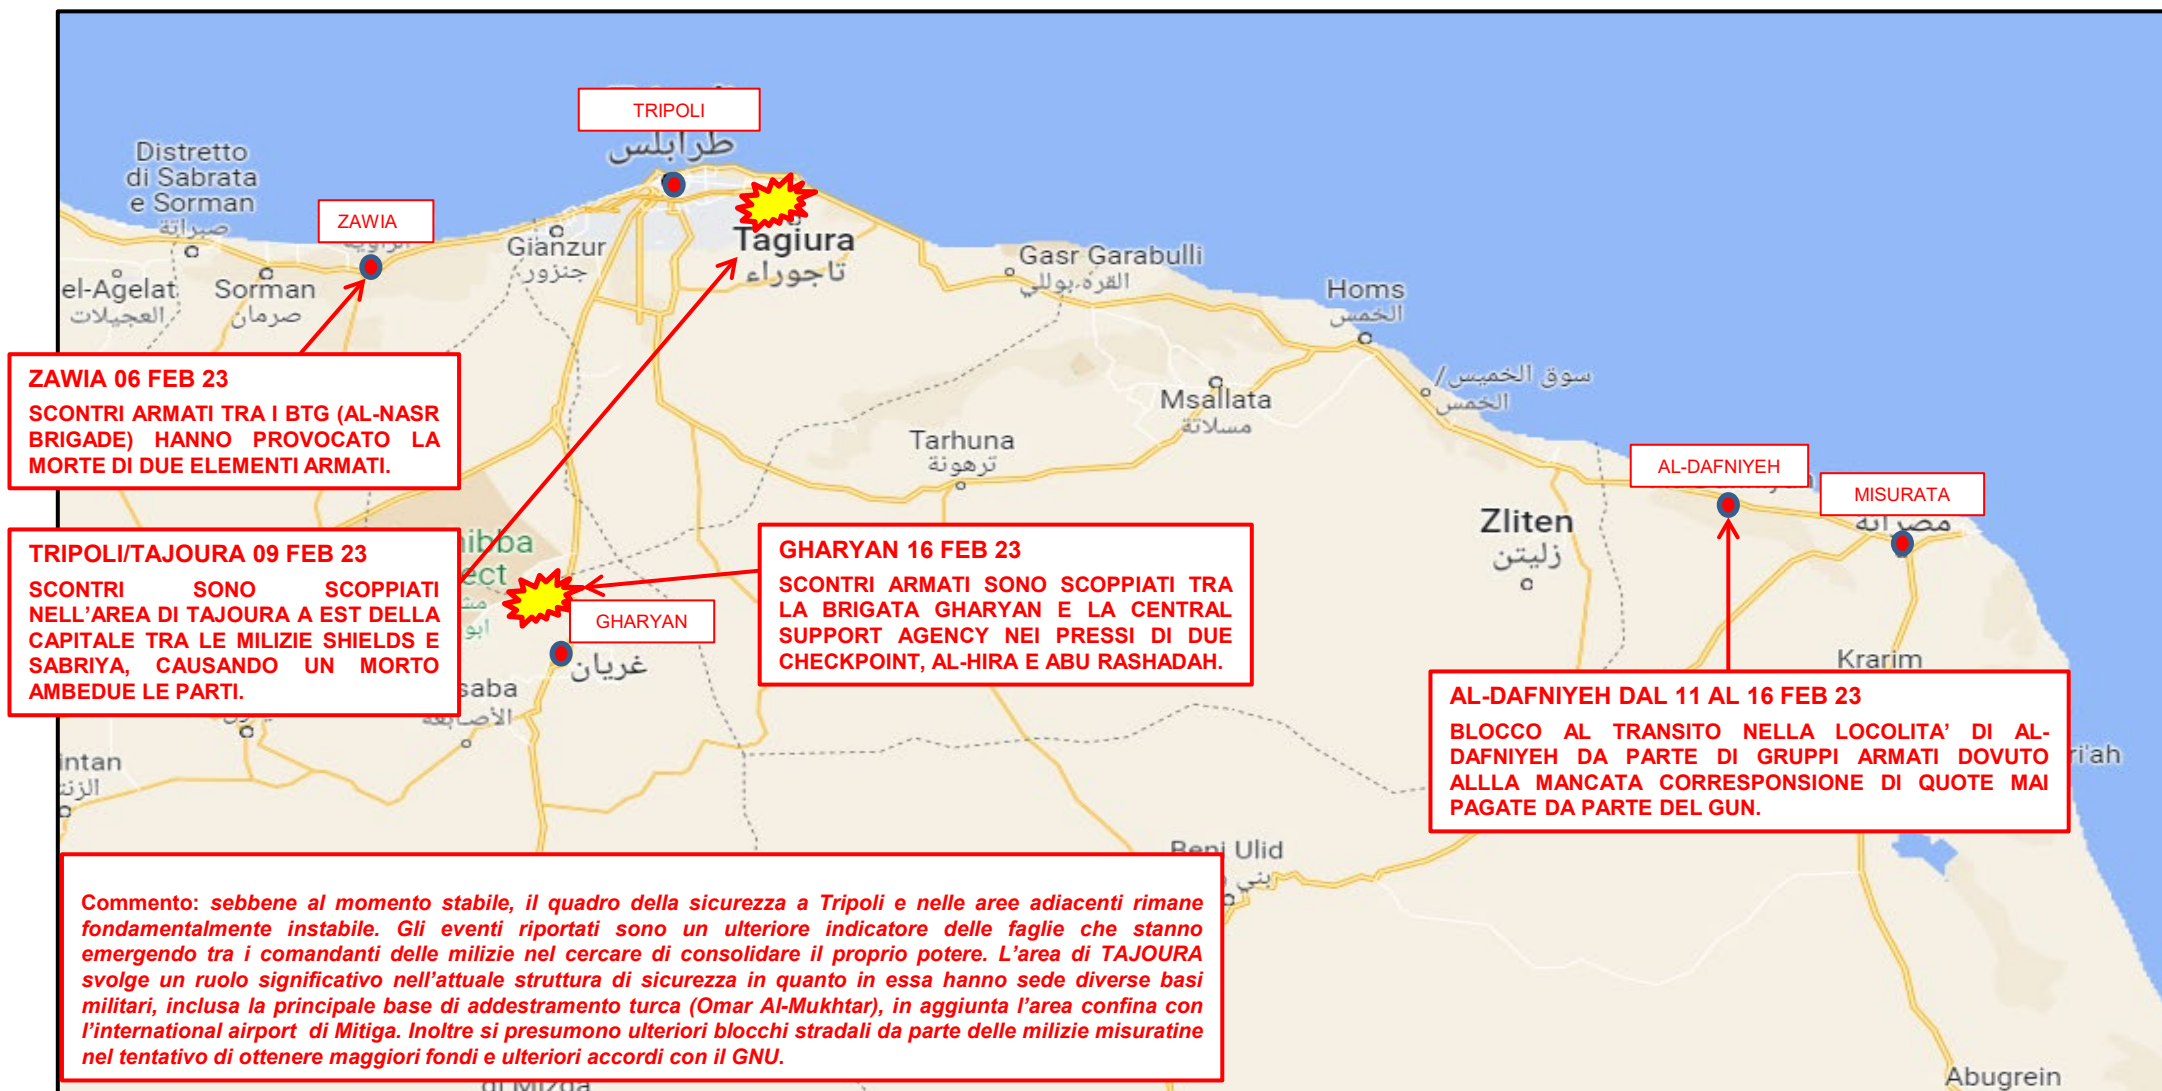 TRIPOLI
طرابلس
Distretto
di Sabrata
e Sorman
صبراتة
ZAWIA
Gianzur
جنزور
Tagiura
تاجوراء
Gasr Garabulli
القره بوللي
el-Agelat
العجيلات
Sorman
صرمان
Homs
الخمس
سوق الخميس/
الخمس
Msallata
مسلاتة
Tarhuna
ترهونة
ZAWIA 06 FEB 23
SCONTRI ARMATI TRA I BTG (AL-NASR
BRIGADE) HANNO PROVOCATO LA
MORTE DI DUE ELEMENTI ARMATI.
AL-DAFNIYEH
MISURATA
مصراتة
Zliten
زليتن
TRIPOLI/TAJOURA 09 FEB 23
SCONTRI SONO SCOPPIATI
NELL’AREA DI TAJOURA A EST DELLA
CAPITALE TRA LE MILIZIE SHIELDS E
SABRIYA, CAUSANDO UN MORTO
AMBEDUE LE PARTI.
ibba
ect
GHARYAN
غريان
GHARYAN 16 FEB 23
SCONTRI ARMATI SONO SCOPPIATI TRA
LA BRIGATA GHARYAN E LA CENTRAL
SUPPORT AGENCY NEI PRESSI DI DUE
CHECKPOINT, AL-HIRA E ABU RASHADAH.
saba
الأصابعة
Krarim
AL-DAFNIYEH DAL 11 AL 16 FEB 23
BLOCCO AL TRANSITO NELLA LOCOLITA’ DI AL-
DAFNIYEH DA PARTE DI GRUPPI ARMATI DOVUTO
ALLLA MANCATA CORRESPONSIONE DI QUOTE MAI
PAGATE DA PARTE DEL GUN.
ri'ah
intan
الزنت
Beni Ulid
بني
Commento: sebbene al momento stabile, il quadro della sicurezza a Tripoli e nelle aree adiacenti rimane
fondamentalmente instabile. Gli eventi riportati sono un ulteriore indicatore delle faglie che stanno
emergendo tra i comandanti delle milizie nel cercare di consolidare il proprio potere. L’area di TAJOURA
svolge un ruolo significativo nell’attuale struttura di sicurezza in quanto in essa hanno sede diverse basi
militari, inclusa la principale base di addestramento turca (Omar Al-Mukhtar), in aggiunta l’area confina con
l’international airport di Mitiga. Inoltre si presumono ulteriori blocchi stradali da parte delle milizie misuratine
nel tentativo di ottenere maggiori fondi e ulteriori accordi con il GNU.
di Mizda
Abugrein